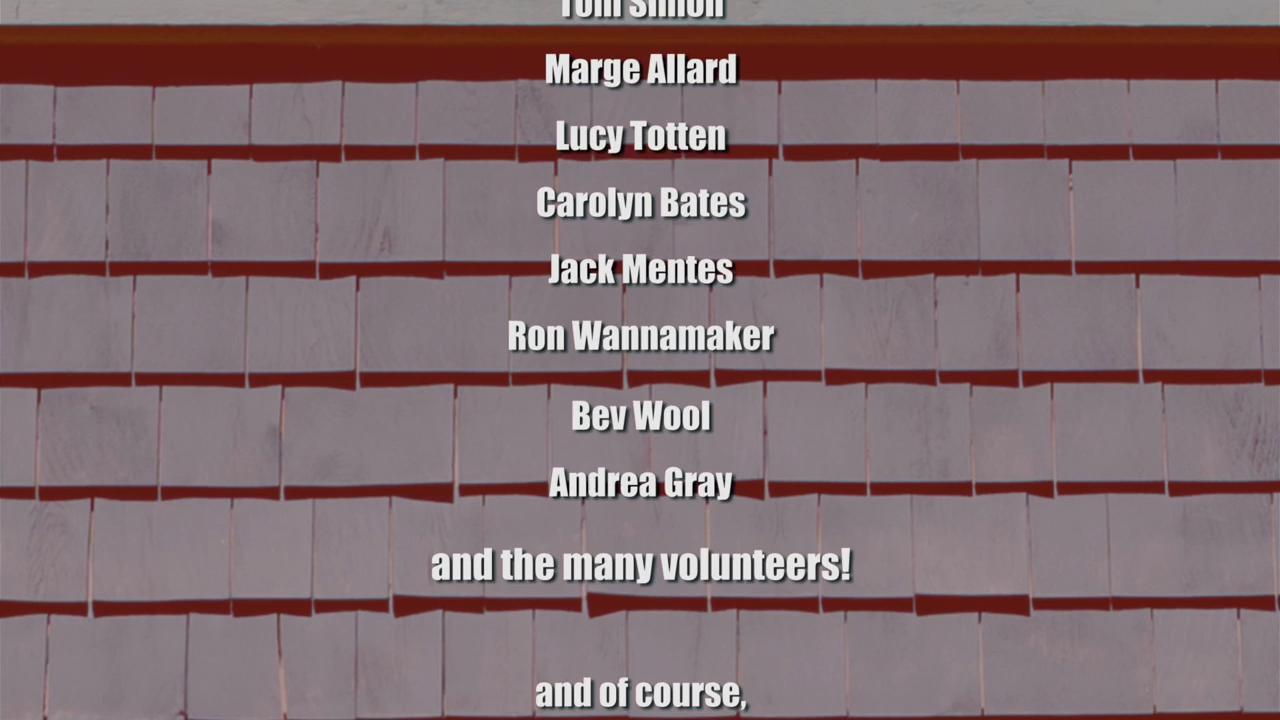 Marge Allard
Lucy Totten
Carolyn Bates
Jack Mentes
Ron Wannamaker
Bev Wool
Andrea Gray
and the many volunteers!
and of course,